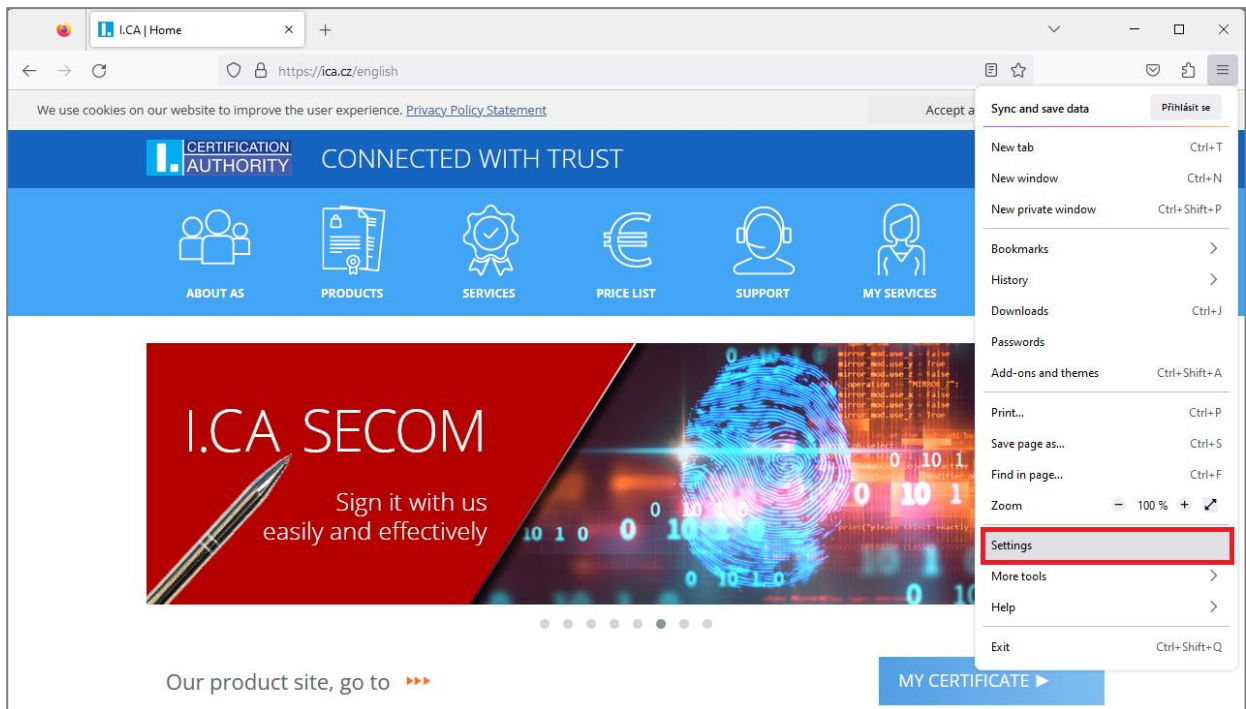 I.CA | Home
https://ica.cz/english
We use cookies on our website to improve the user experience. Privacy Policy Statement
Accept a
CERTIFICATION
AUTHORITY
CONNECTED WITH TRUST
ABOUT AS
PRODUCTS
SERVICES
PRICE LIST
SUPPORT
MY SERVICES
I.CA SECOM
Sign it with us
easily and effectively
Our product site, go to
MY CERTIFICATE
Sync and save data
Přihlásit se
New tab Ctrl+T
New window Ctrl+N
New private window Ctrl+Shift+P
Bookmarks
History
Downloads Ctrl+J
Passwords
Add-ons and themes Ctrl+Shift+A
Print... Ctrl+P
Save page as... Ctrl+S
Find in page... Ctrl+F
Zoom − 100 % +
Settings
More tools
Help
Exit Ctrl+Shift+Q